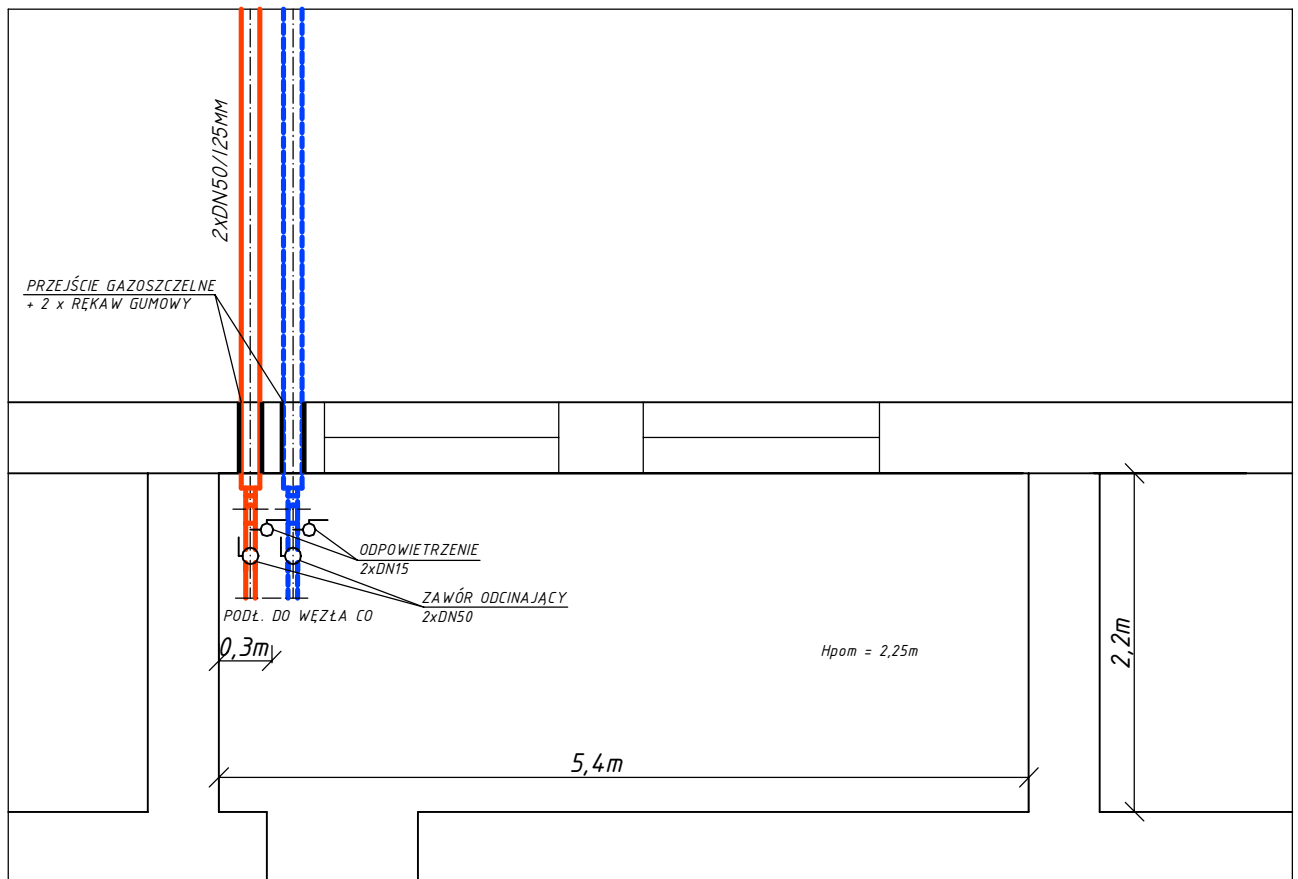 2xDN50/125MM
PRZEJŚCIE GAZOSZCZELNE
+ 2 x RĘKAW GUMOWY
ODPOWIETRZENIE
2xDN15
ZAWÓR ODCINAJĄCY
2xDN50
PODŁ. DO WĘZŁA CO
0,3m
Hpom = 2,25m
2,2m
5,4m